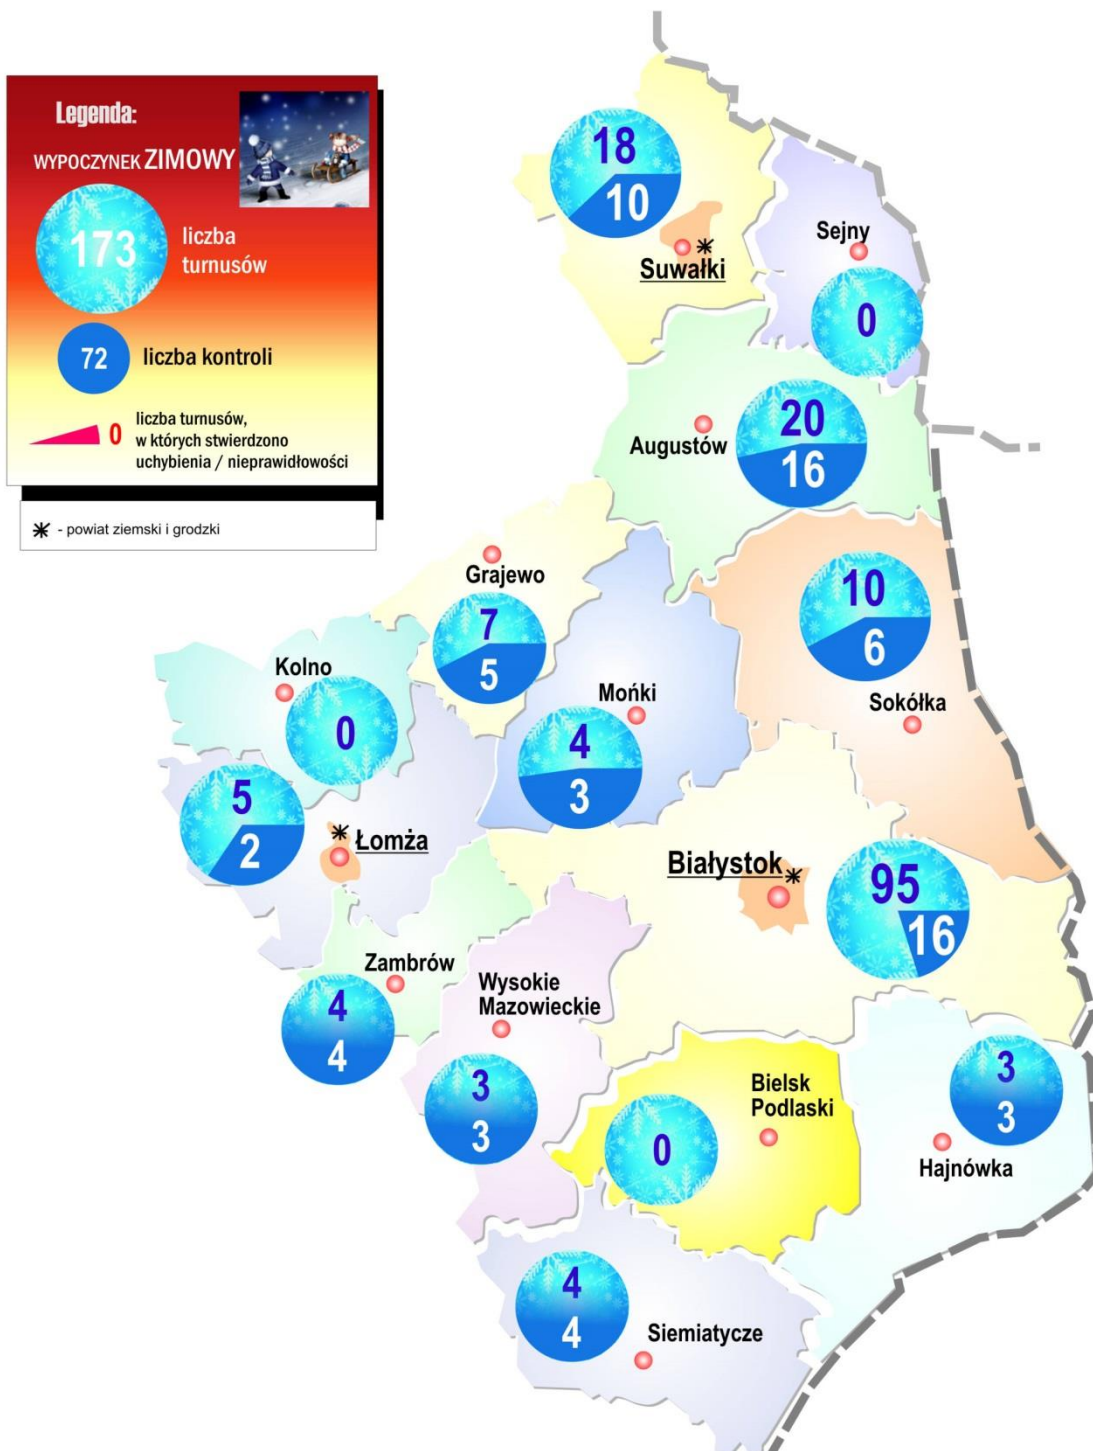 Legenda:
WYPOCZYNEK ZIMOWY
173
liczba
turnusów
72
liczba kontroli
0
liczba turnusów,
w których stwierdzono
uchybienia / nieprawidłowości
- powiat ziemski i grodzki
18
10
Suwałki
Sejny
0
Augustów
20
16
Grajewo
7
5
10
6
Sokółka
Kolno
0
Mońki
4
3
5
2
Łomża
Białystok
95
16
Zambrów
4
4
Wysokie
Mazowieckie
3
3
Bielsk
Podlaski
0
3
3
Hajnówka
4
4
Siemiatycze